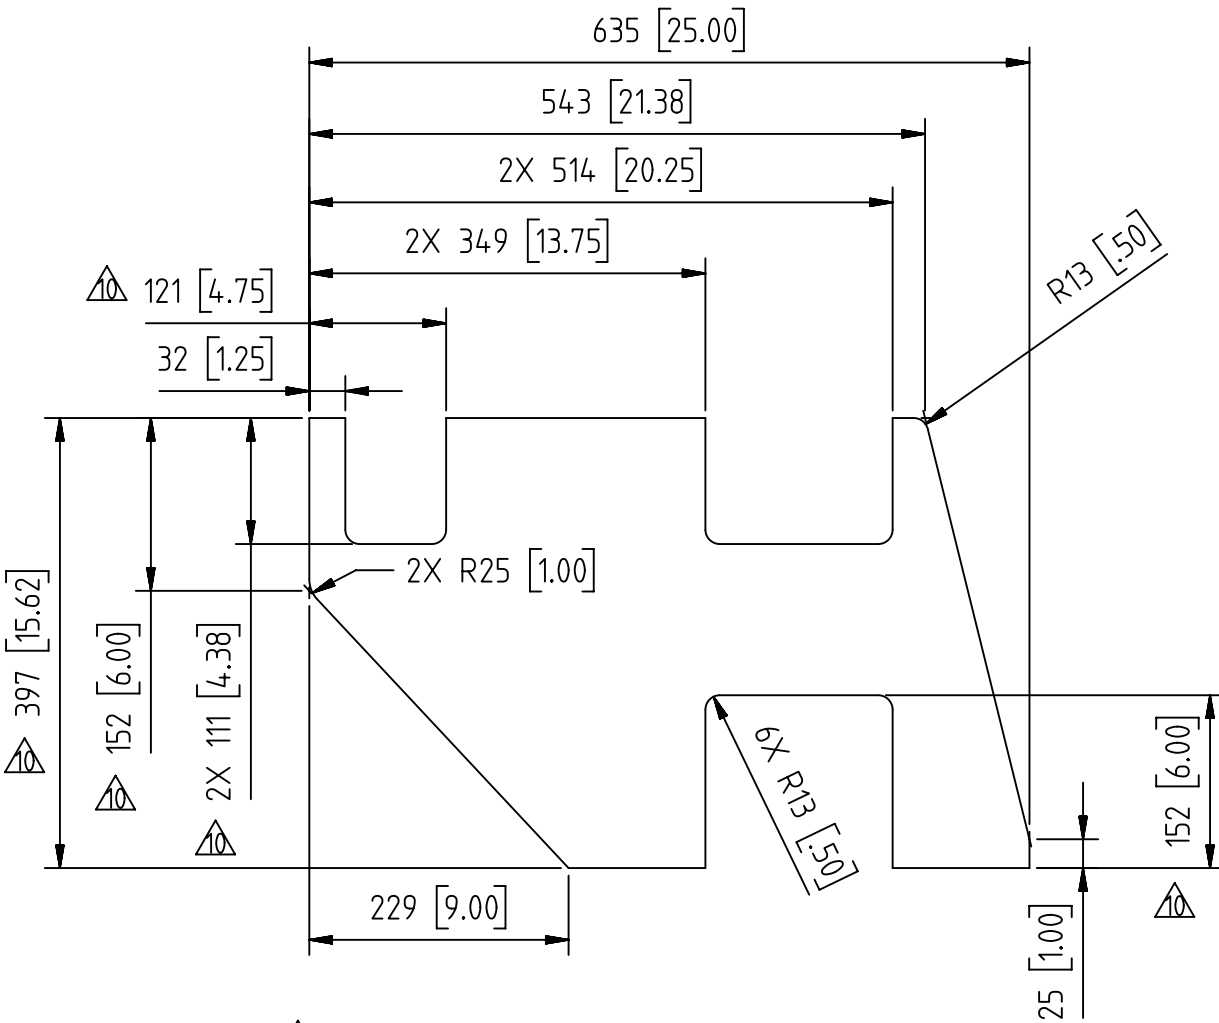 635 [25.00]
543 [21.38]
2X 514 [20.25]
2X 349 [13.75]
R13 [.50]
10 121 [4.75]
32 [1.25]
2X R25 [1.00]
10 397 [15.62]
10 152 [6.00]
10 2X 111 [4.38]
6X R13 [.50]
10 152 [6.00]
229 [9.00]
25 [1.00]